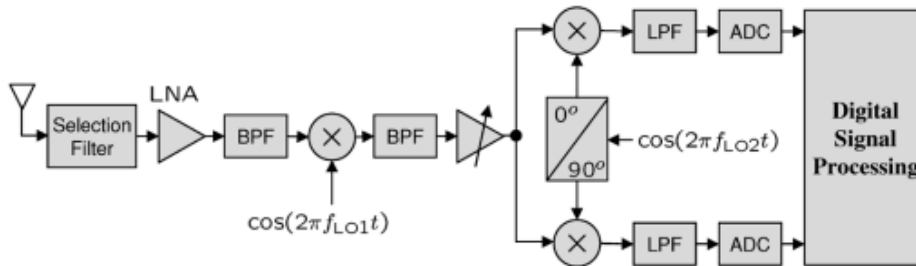 LNA
Selection
Filter
BPF
×
BPF
cos(2πf_LO1t)
×
LPF
ADC
0°
90°
cos(2πf_LO2t)
×
LPF
ADC
Digital
Signal
Processing